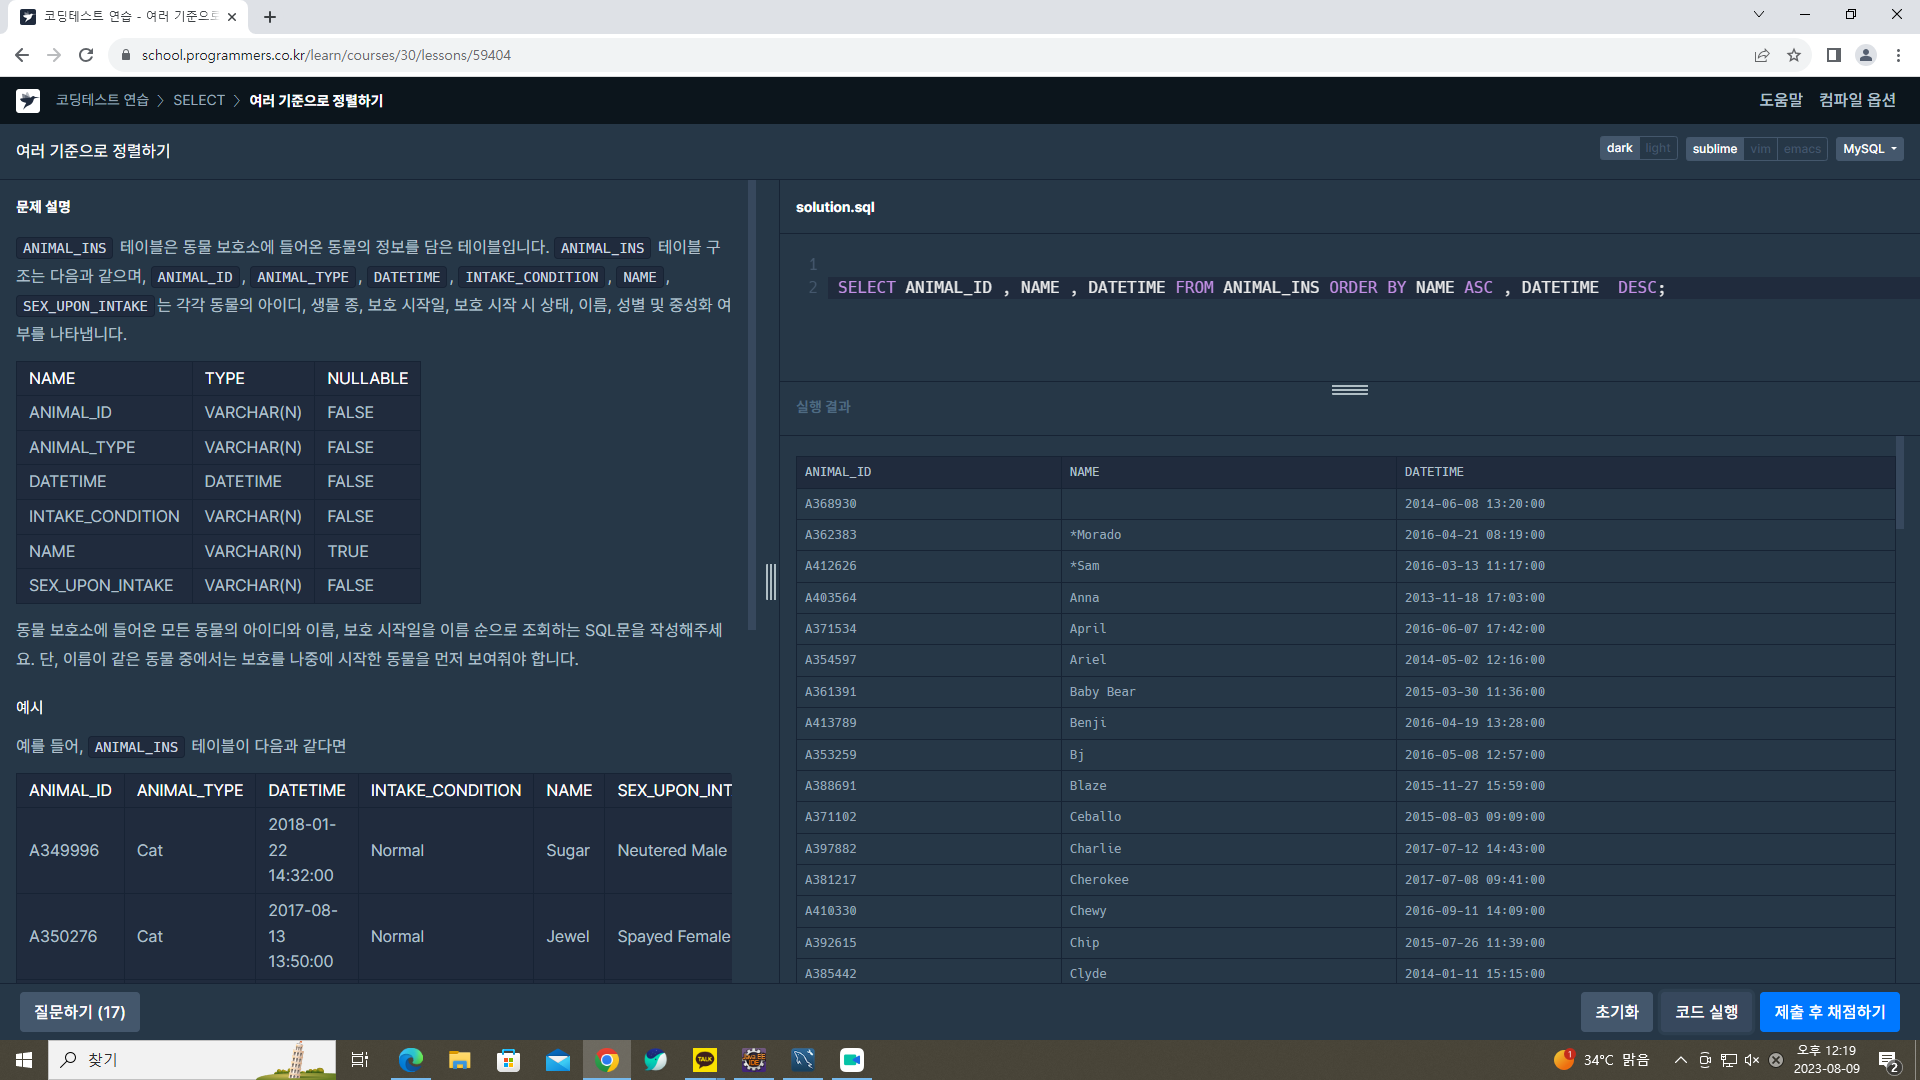 코딩테스트 연습 - 여러 기준으로
school.programmers.co.kr/learn/courses/30/lessons/59404
코딩테스트 연습 > SELECT > 여러 기준으로 정렬하기
도움말 컴파일 옵션
여러 기준으로 정렬하기
dark light sublime vim emacs MySQL
문제 설명
ANIMAL_INS 테이블은 동물 보호소에 들어온 동물의 정보를 담은 테이블입니다. ANIMAL_INS 테이블 구
조는 다음과 같으며, ANIMAL_ID , ANIMAL_TYPE , DATETIME , INTAKE_CONDITION , NAME ,
SEX_UPON_INTAKE 는 각각 동물의 아이디, 생물 종, 보호 시작일, 보호 시작 시 상태, 이름, 성별 및 중성화 여
부를 나타냅니다.
NAME TYPE NULLABLE
ANIMAL_ID VARCHAR(N) FALSE
ANIMAL_TYPE VARCHAR(N) FALSE
DATETIME DATETIME FALSE
INTAKE_CONDITION VARCHAR(N) FALSE
NAME VARCHAR(N) TRUE
SEX_UPON_INTAKE VARCHAR(N) FALSE
동물 보호소에 들어온 모든 동물의 아이디와 이름, 보호 시작일을 이름 순으로 조회하는 SQL문을 작성해주세
요. 단, 이름이 같은 동물 중에서는 보호를 나중에 시작한 동물을 먼저 보여줘야 합니다.
예시
예를 들어, ANIMAL_INS 테이블이 다음과 같다면
ANIMAL_ID ANIMAL_TYPE DATETIME INTAKE_CONDITION NAME SEX_UPON_INT
A349996 Cat 2018-01-22 14:32:00 Normal Sugar Neutered Male
A350276 Cat 2017-08-13 13:50:00 Normal Jewel Spayed Female
solution.sql
1
2 SELECT ANIMAL_ID , NAME , DATETIME FROM ANIMAL_INS ORDER BY NAME ASC , DATETIME  DESC;
실행 결과
ANIMAL_ID NAME DATETIME
A368930 2014-06-08 13:20:00
A362383 *Morado 2016-04-21 08:19:00
A412626 *Sam 2016-03-13 11:17:00
A403564 Anna 2013-11-18 17:03:00
A371534 April 2016-06-07 17:42:00
A354597 Ariel 2014-05-02 12:16:00
A361391 Baby Bear 2015-03-30 11:36:00
A413789 Benji 2016-04-19 13:28:00
A353259 Bj 2016-05-08 12:57:00
A388691 Blaze 2015-11-27 15:59:00
A371102 Ceballo 2015-08-03 09:09:00
A397882 Charlie 2017-07-12 14:43:00
A381217 Cherokee 2017-07-08 09:41:00
A410330 Chewy 2016-09-11 14:09:00
A392615 Chip 2015-07-26 11:39:00
A385442 Clyde 2014-01-11 15:15:00
질문하기 (17)
초기화 코드 실행 제출 후 채점하기
찾기
TALK
1 34°C 맑음
오후 12:19
2023-08-09
2